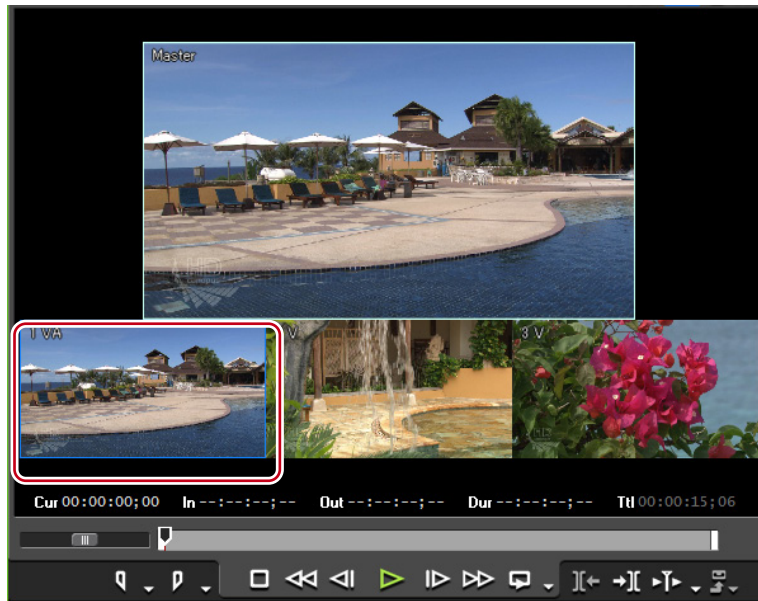 Master
1 VA
V
3 V
Cur 00:00:00;00 In --:--:--;-- Out --:--:--;-- Dur --:--:--;-- Ttl 00:00:15;06